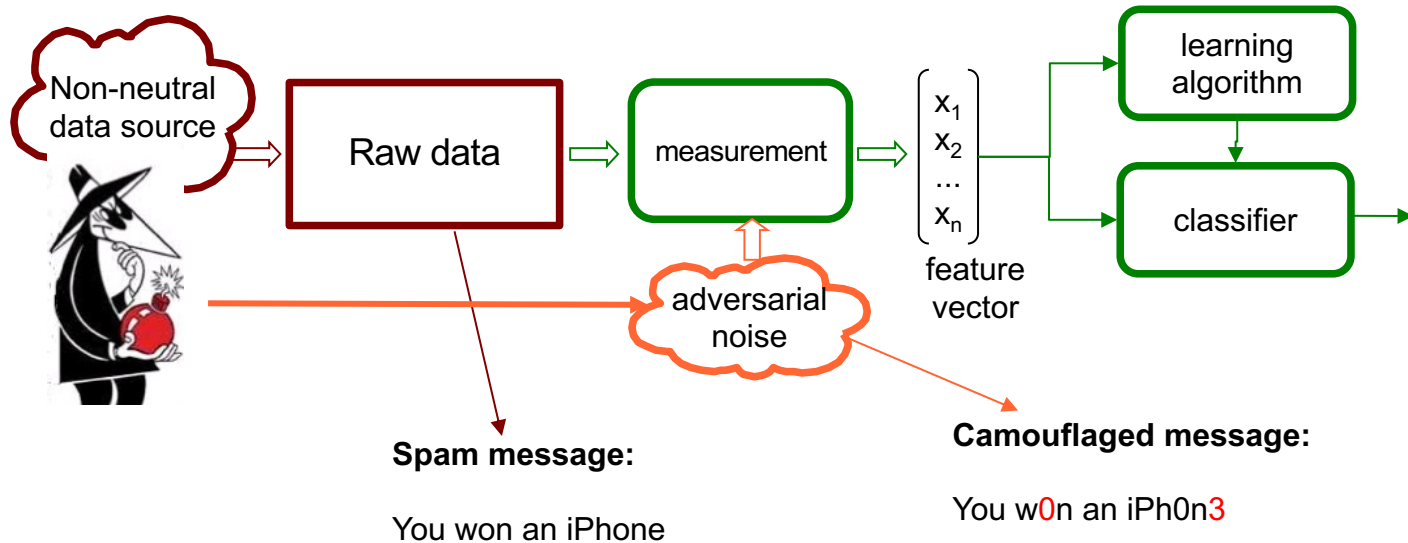 Non-neutral
data source
Raw data
measurement
x1
x2
...
xn
feature
vector
learning
algorithm
classifier
adversarial
noise
Spam message:
You won an iPhone
Camouflaged message:
You w0n an iPh0n3